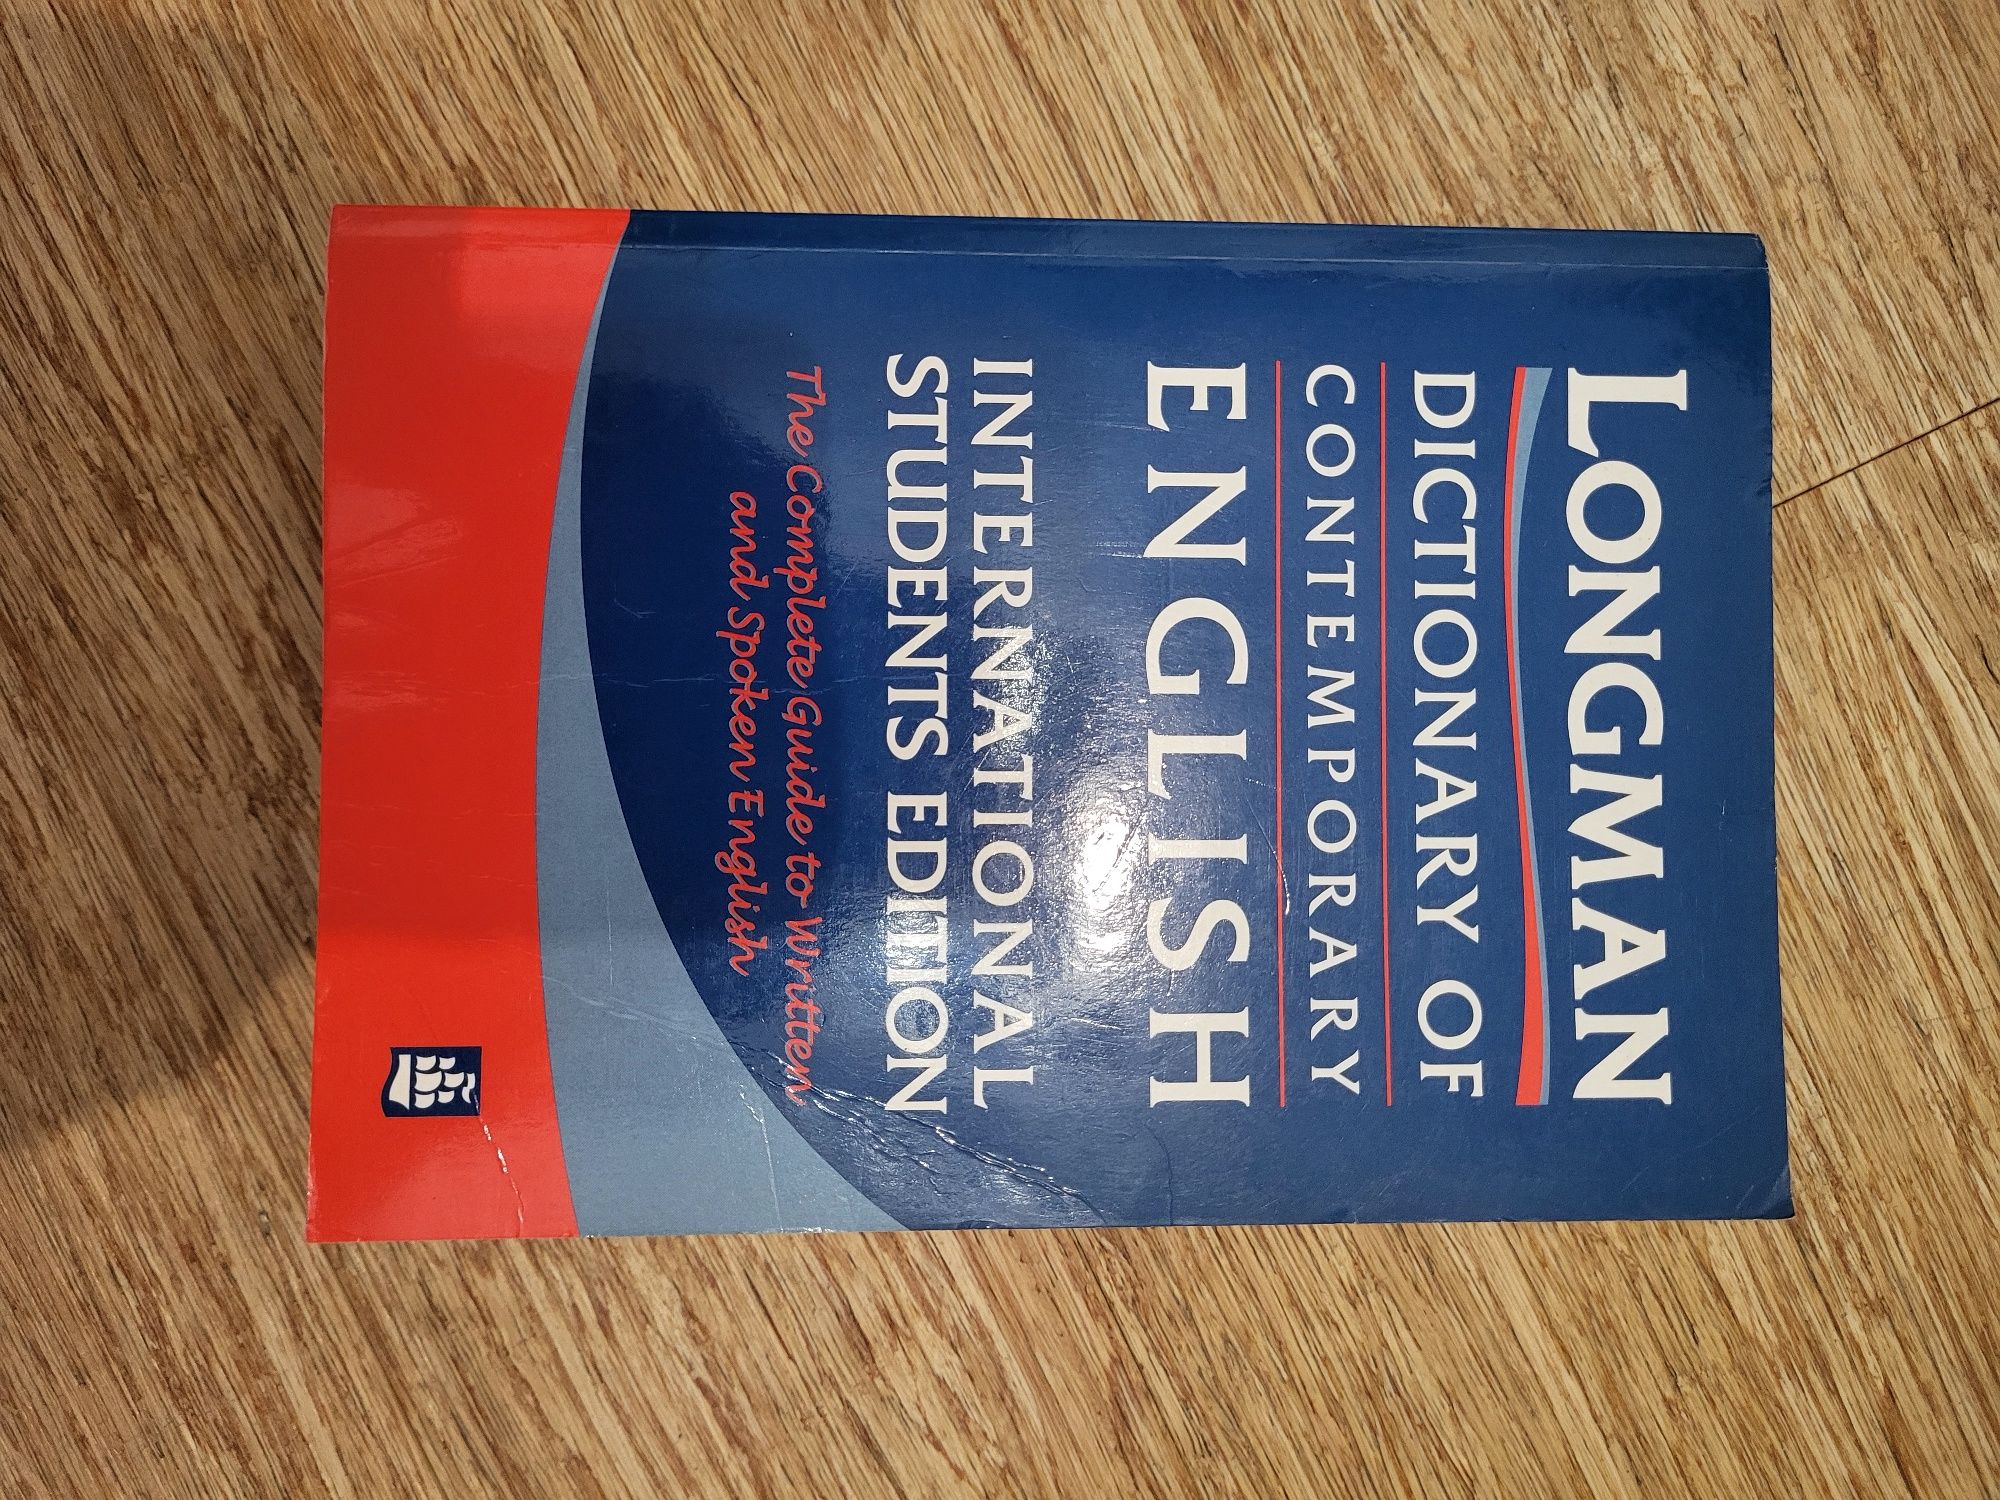 LONGMAN
DICTIONARY OF
CONTEMPORARY
ENGLISH
INTERNATIONAL
STUDENTS EDITION
The Complete Guide to Written
and Spoken English